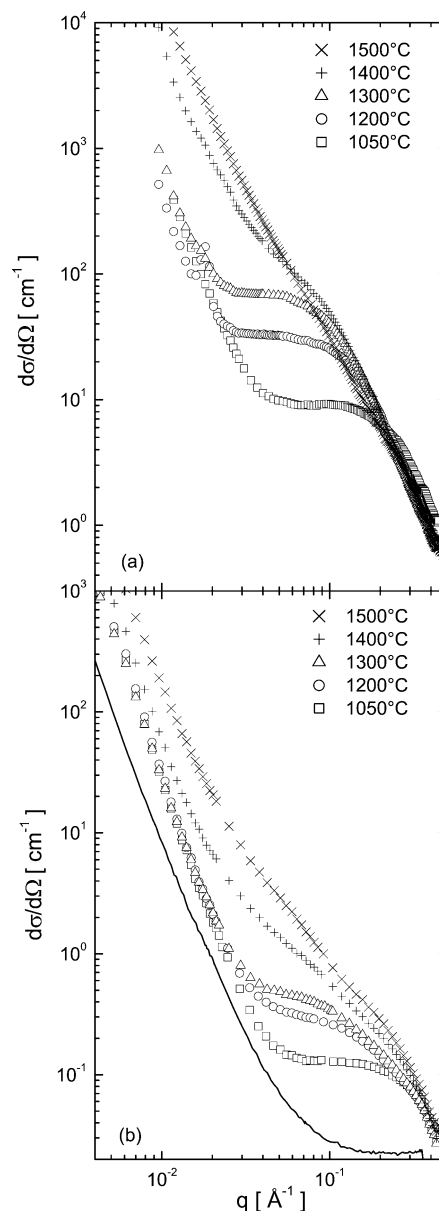 10⁴
× 1500°C
+ 1400°C
△ 1300°C
○ 1200°C
□ 1050°C
10³
10²
10¹
10⁰
dσ/dΩ [ cm⁻¹ ]
(a)
10³
× 1500°C
+ 1400°C
△ 1300°C
○ 1200°C
□ 1050°C
10²
10¹
10⁰
10⁻¹
dσ/dΩ [ cm⁻¹ ]
(b)
10⁻² 10⁻¹
q [ Å⁻¹ ]